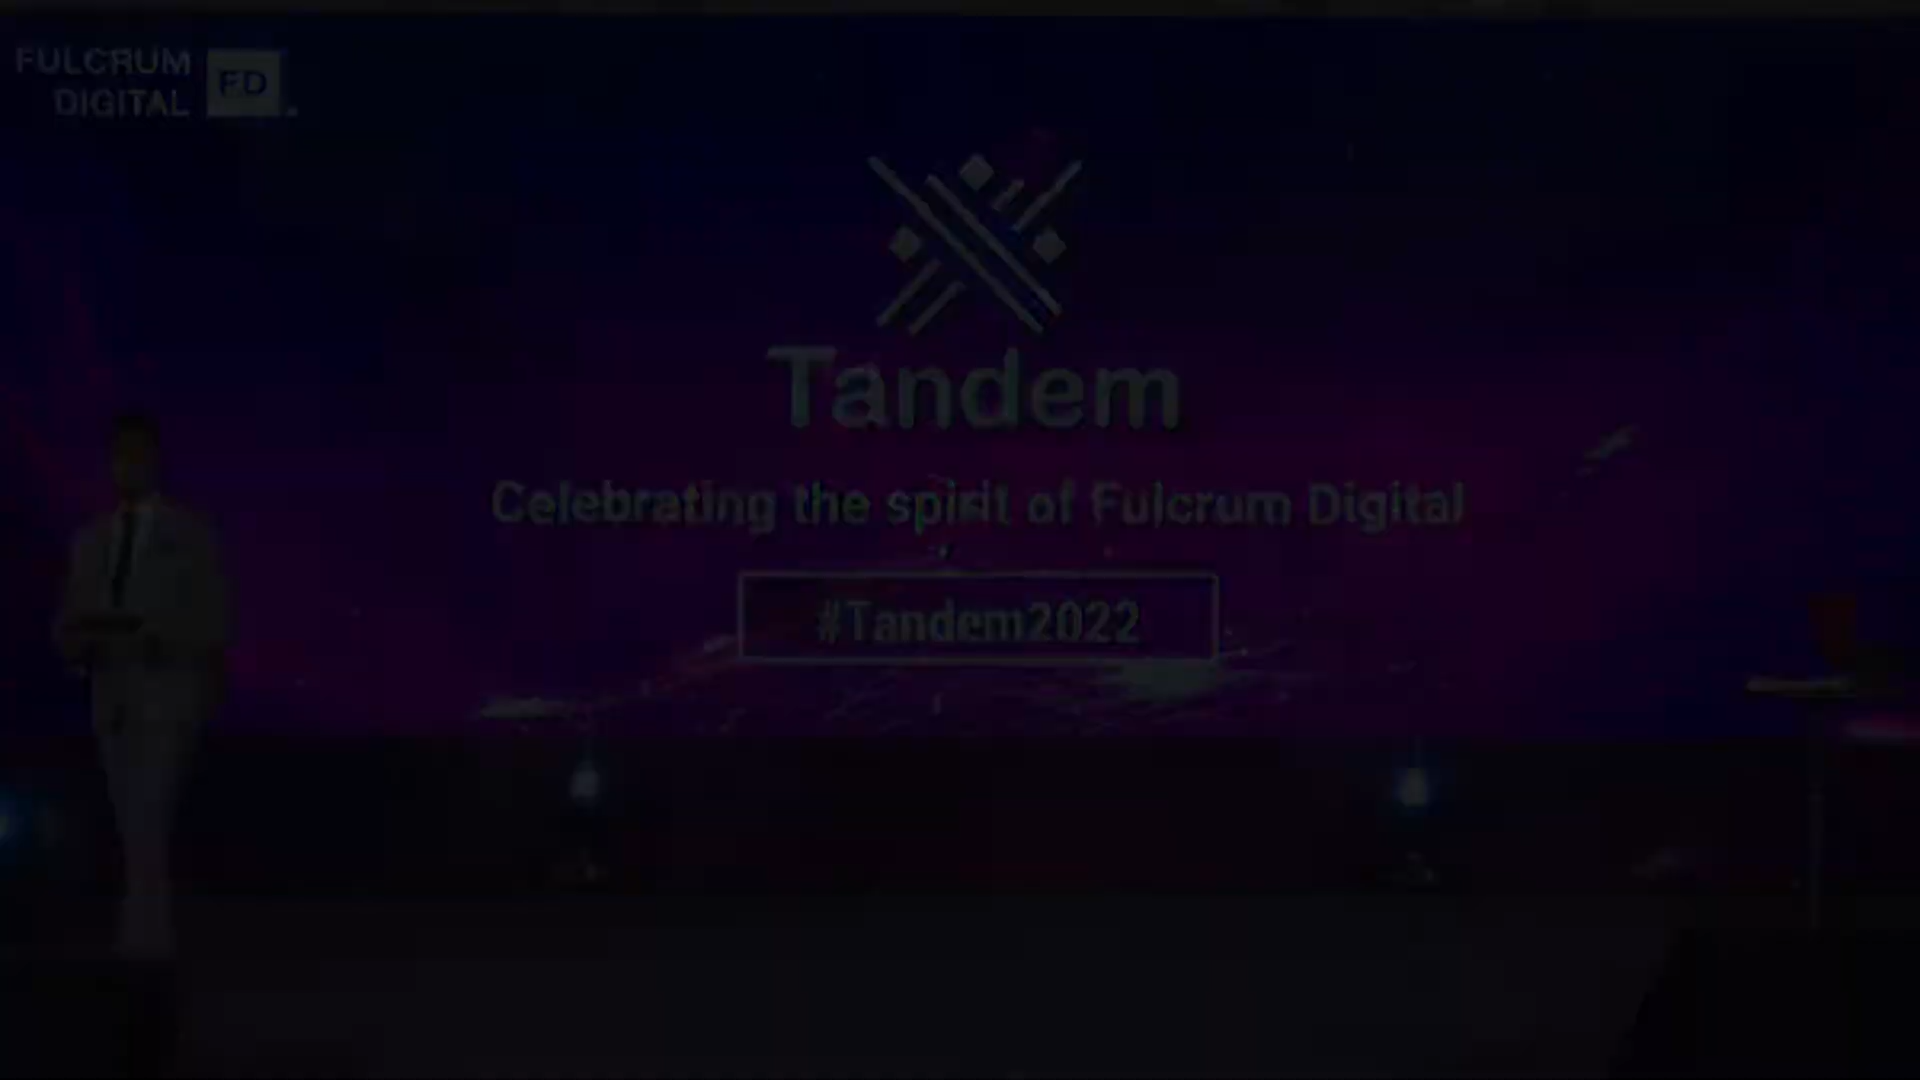 FULCRUM
DIGITAL
FD
Tandem
Celebrating the spirit of Fulcrum Digital
#Tandem2022